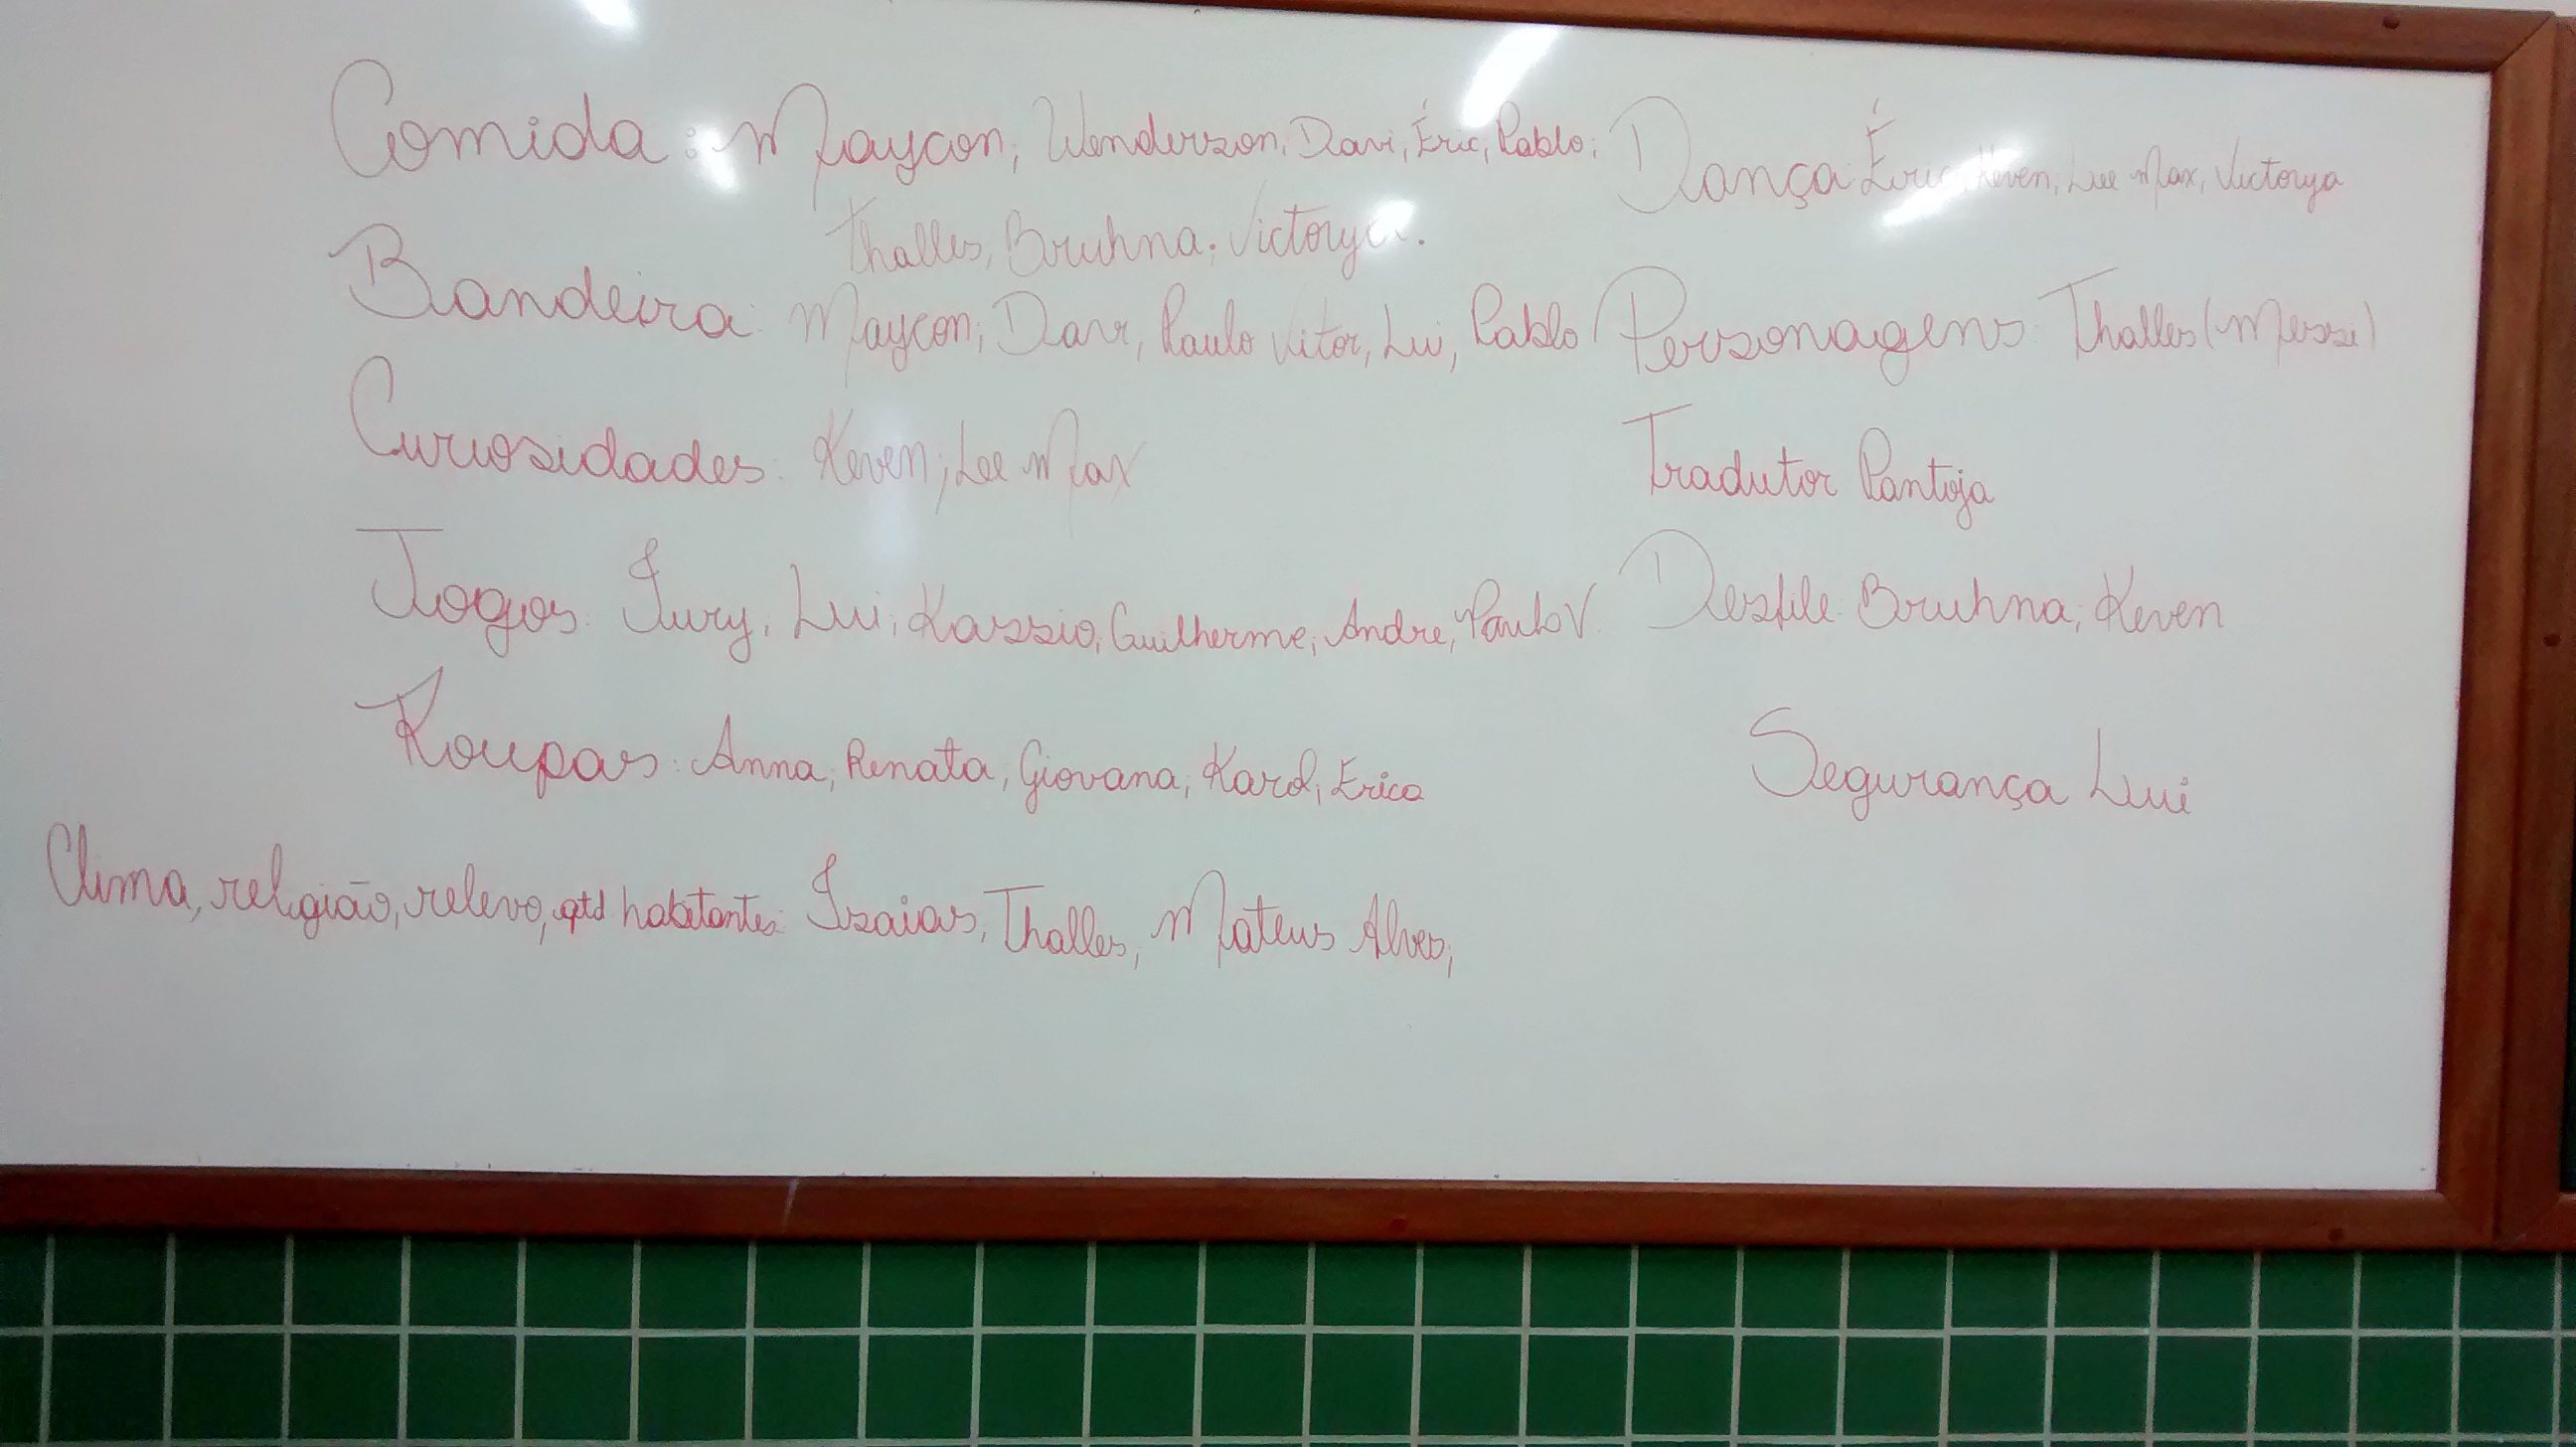 Comida: Maycon; Wenderson, Davi, Éric, Pablo;
Thalles, Bruhna; Victorya.
Bandeira: Maycon; Davi, Paulo Vitor, Lui, Pablo
Curiosidades: Keven; Lee Max
Jogos: Iury, Lui; Kassio; Guilherme; Andre, Paulo V.
Roupas: Anna; Renata, Giovana; Karol; Erica
Clima, religião, relevo, qtd habitantes: Isaias, Thalles, Mateus Alves;
Dança: Éric, Keven; Lee Max, Victorya
Personagens: Thalles (Messi)
Tradutor Pantoja
Desfile: Bruhna; Keven
Segurança Lui